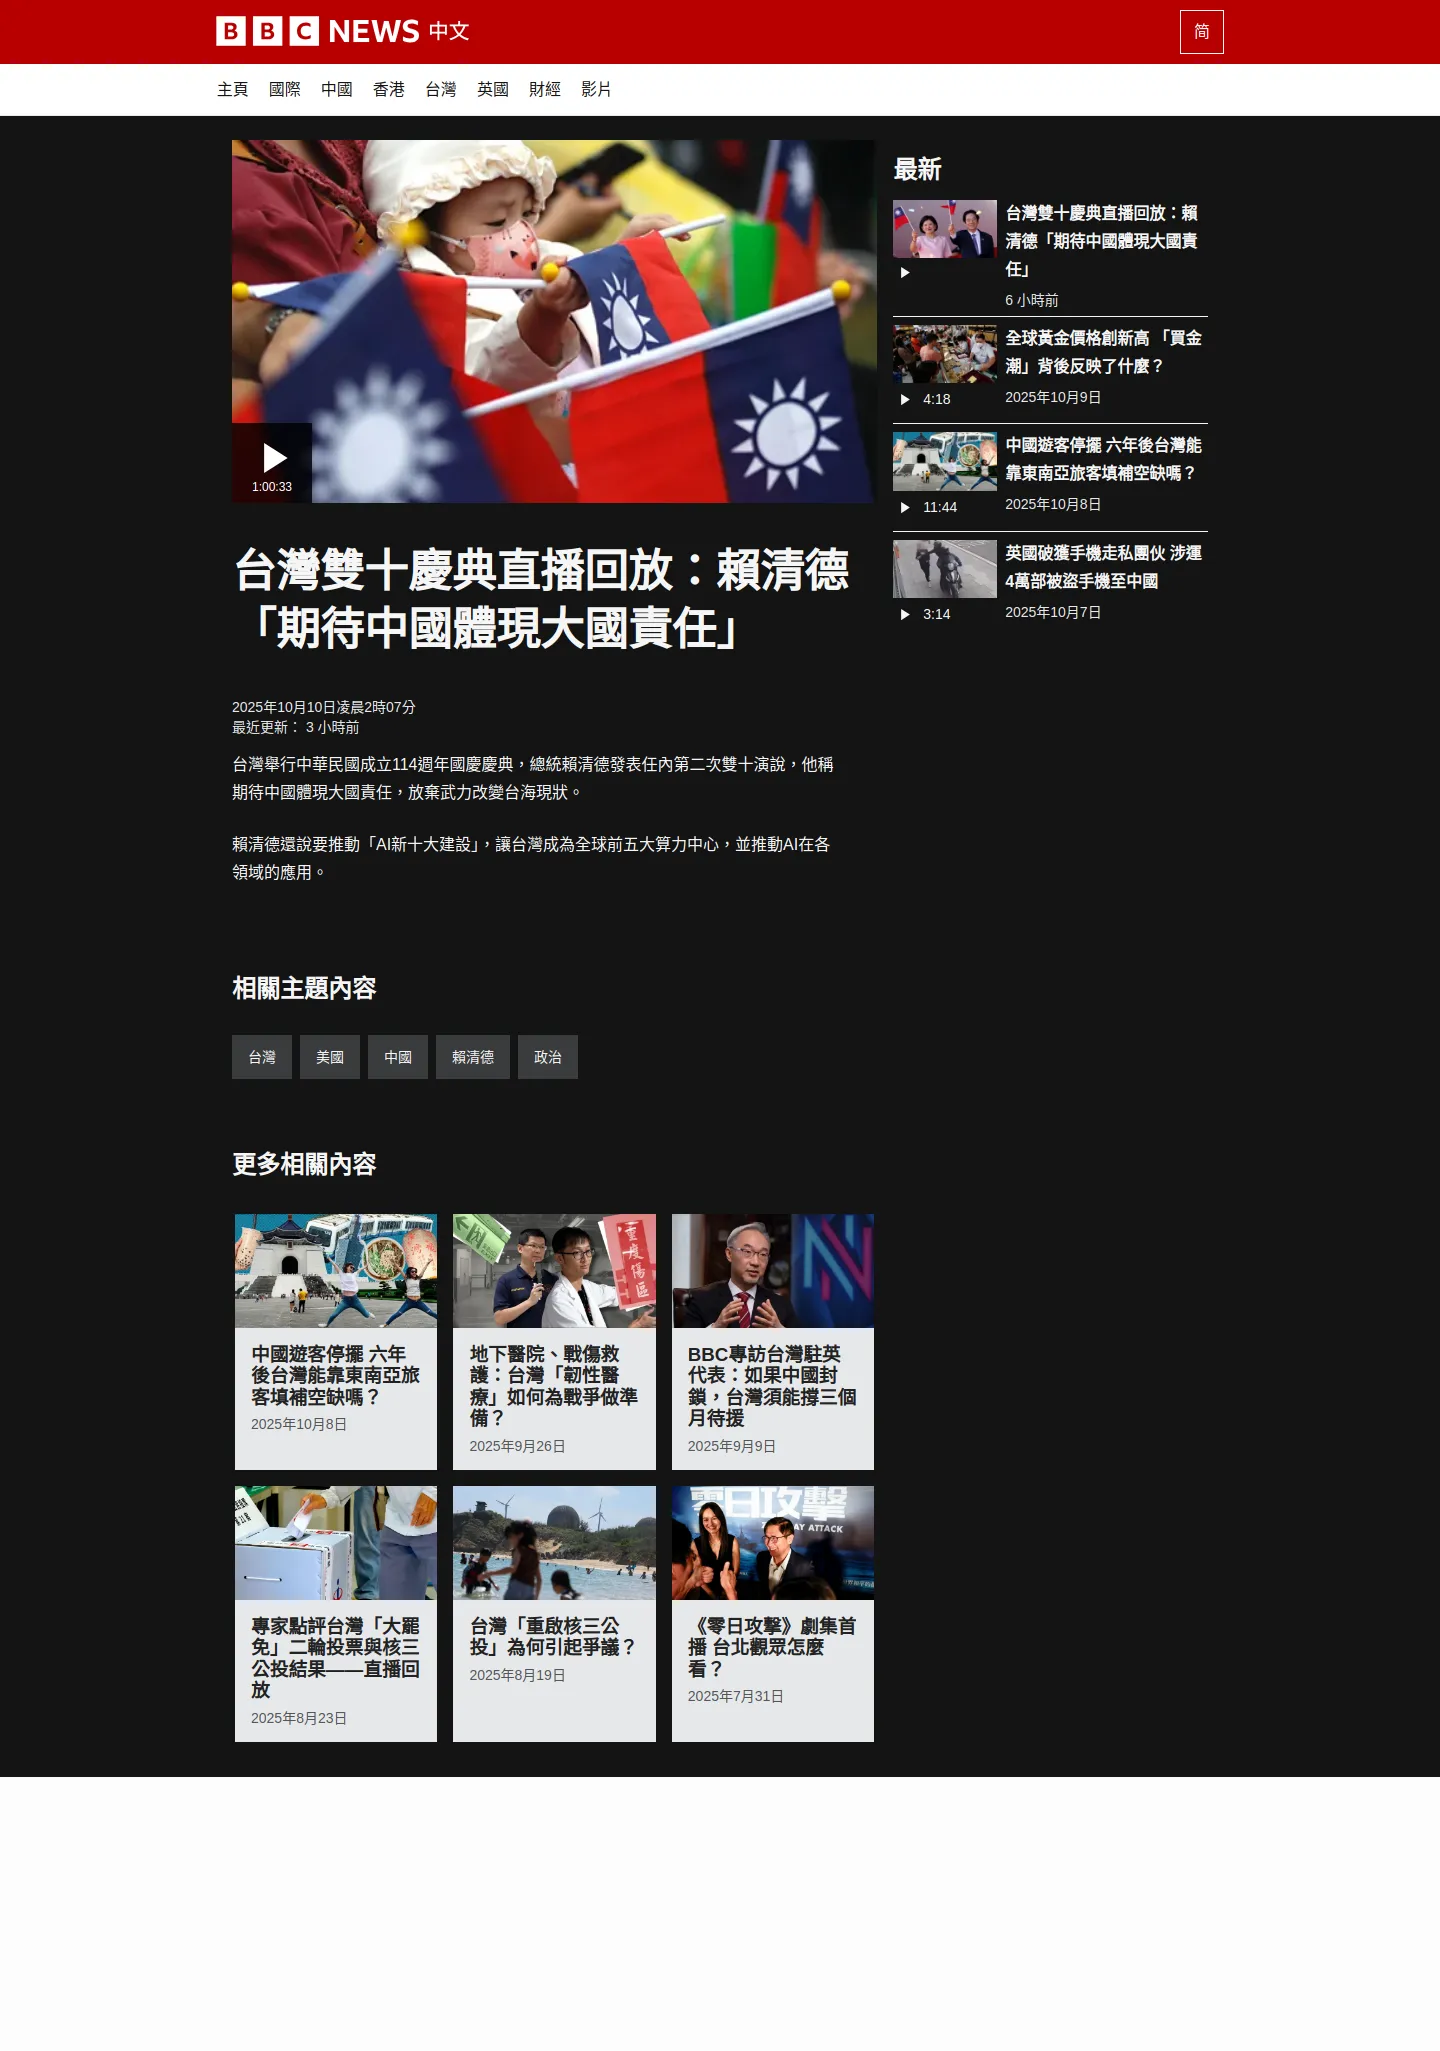 BBC NEWS 中文
简
主頁 國際 中國 香港 台灣 英國 財經 影片
1:00:33
台灣雙十慶典直播回放：賴清德
「期待中國體現大國責任」
2025年10月10日凌晨2時07分
最近更新： 3 小時前
台灣舉行中華民國成立114週年國慶慶典，總統賴清德發表任內第二次雙十演說，他稱
期待中國體現大國責任，放棄武力改變台海現狀。
賴清德還說要推動「AI新十大建設」，讓台灣成為全球前五大算力中心，並推動AI在各
領域的應用。
最新
台灣雙十慶典直播回放：賴
清德「期待中國體現大國責
任」
6 小時前
全球黃金價格創新高 「買金
潮」背後反映了什麼？
2025年10月9日
4:18
中國遊客停擺 六年後台灣能
靠東南亞旅客填補空缺嗎？
2025年10月8日
11:44
英國破獲手機走私團伙 涉運
4萬部被盜手機至中國
2025年10月7日
3:14
相關主題內容
台灣 美國 中國 賴清德 政治
更多相關內容
中國遊客停擺 六年
後台灣能靠東南亞旅
客填補空缺嗎？
2025年10月8日
重度傷區
地下醫院、戰傷救
護：台灣「韌性醫
療」如何為戰爭做準
備？
2025年9月26日
BBC專訪台灣駐英
代表：如果中國封
鎖，台灣須能撐三個
月待援
2025年9月9日
專家點評台灣「大罷
免」二輪投票與核三
公投結果——直播回
放
2025年8月23日
台灣「重啟核三公
投」為何引起爭議？
2025年8月19日
零日攻擊
AY ATTACK
《零日攻擊》劇集首
播 台北觀眾怎麼
看？
2025年7月31日